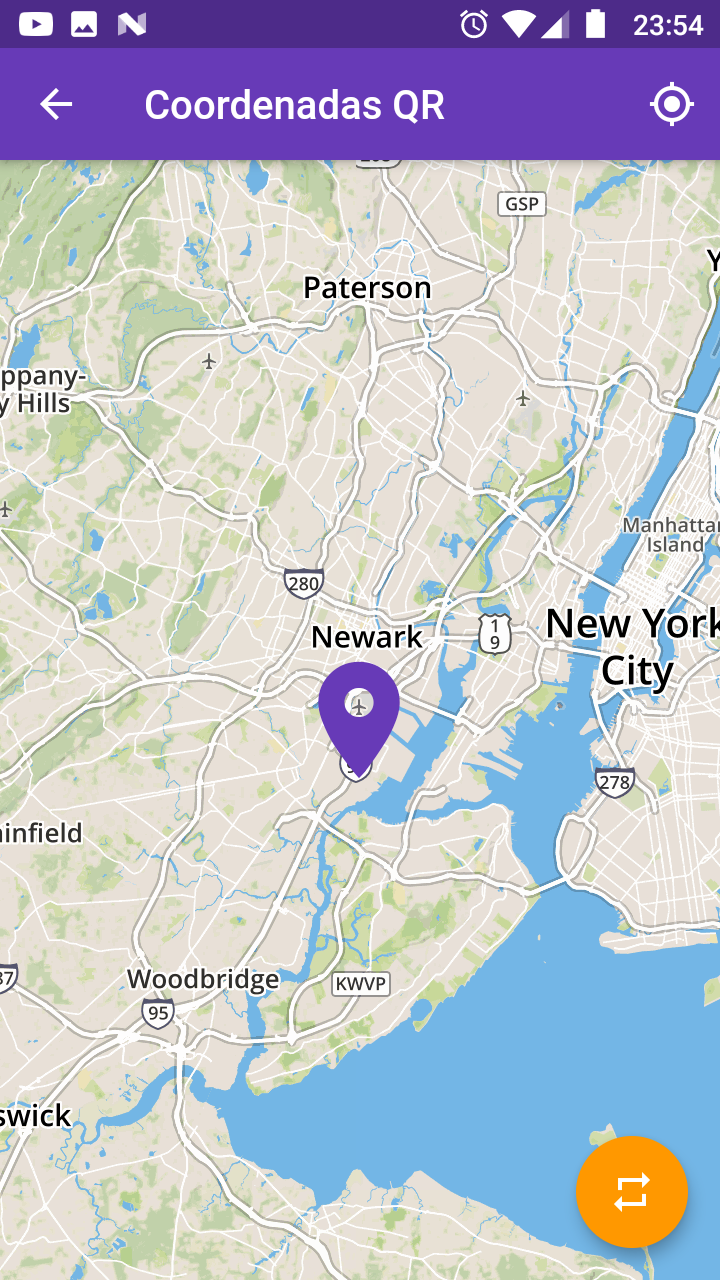 23:54
Coordenadas QR
GSP
Paterson
ppany-
y Hills
Manhattan
Island
280
Newark
1
9
New York
City
278
ainfield
Woodbridge
87
KWVP
95
swick